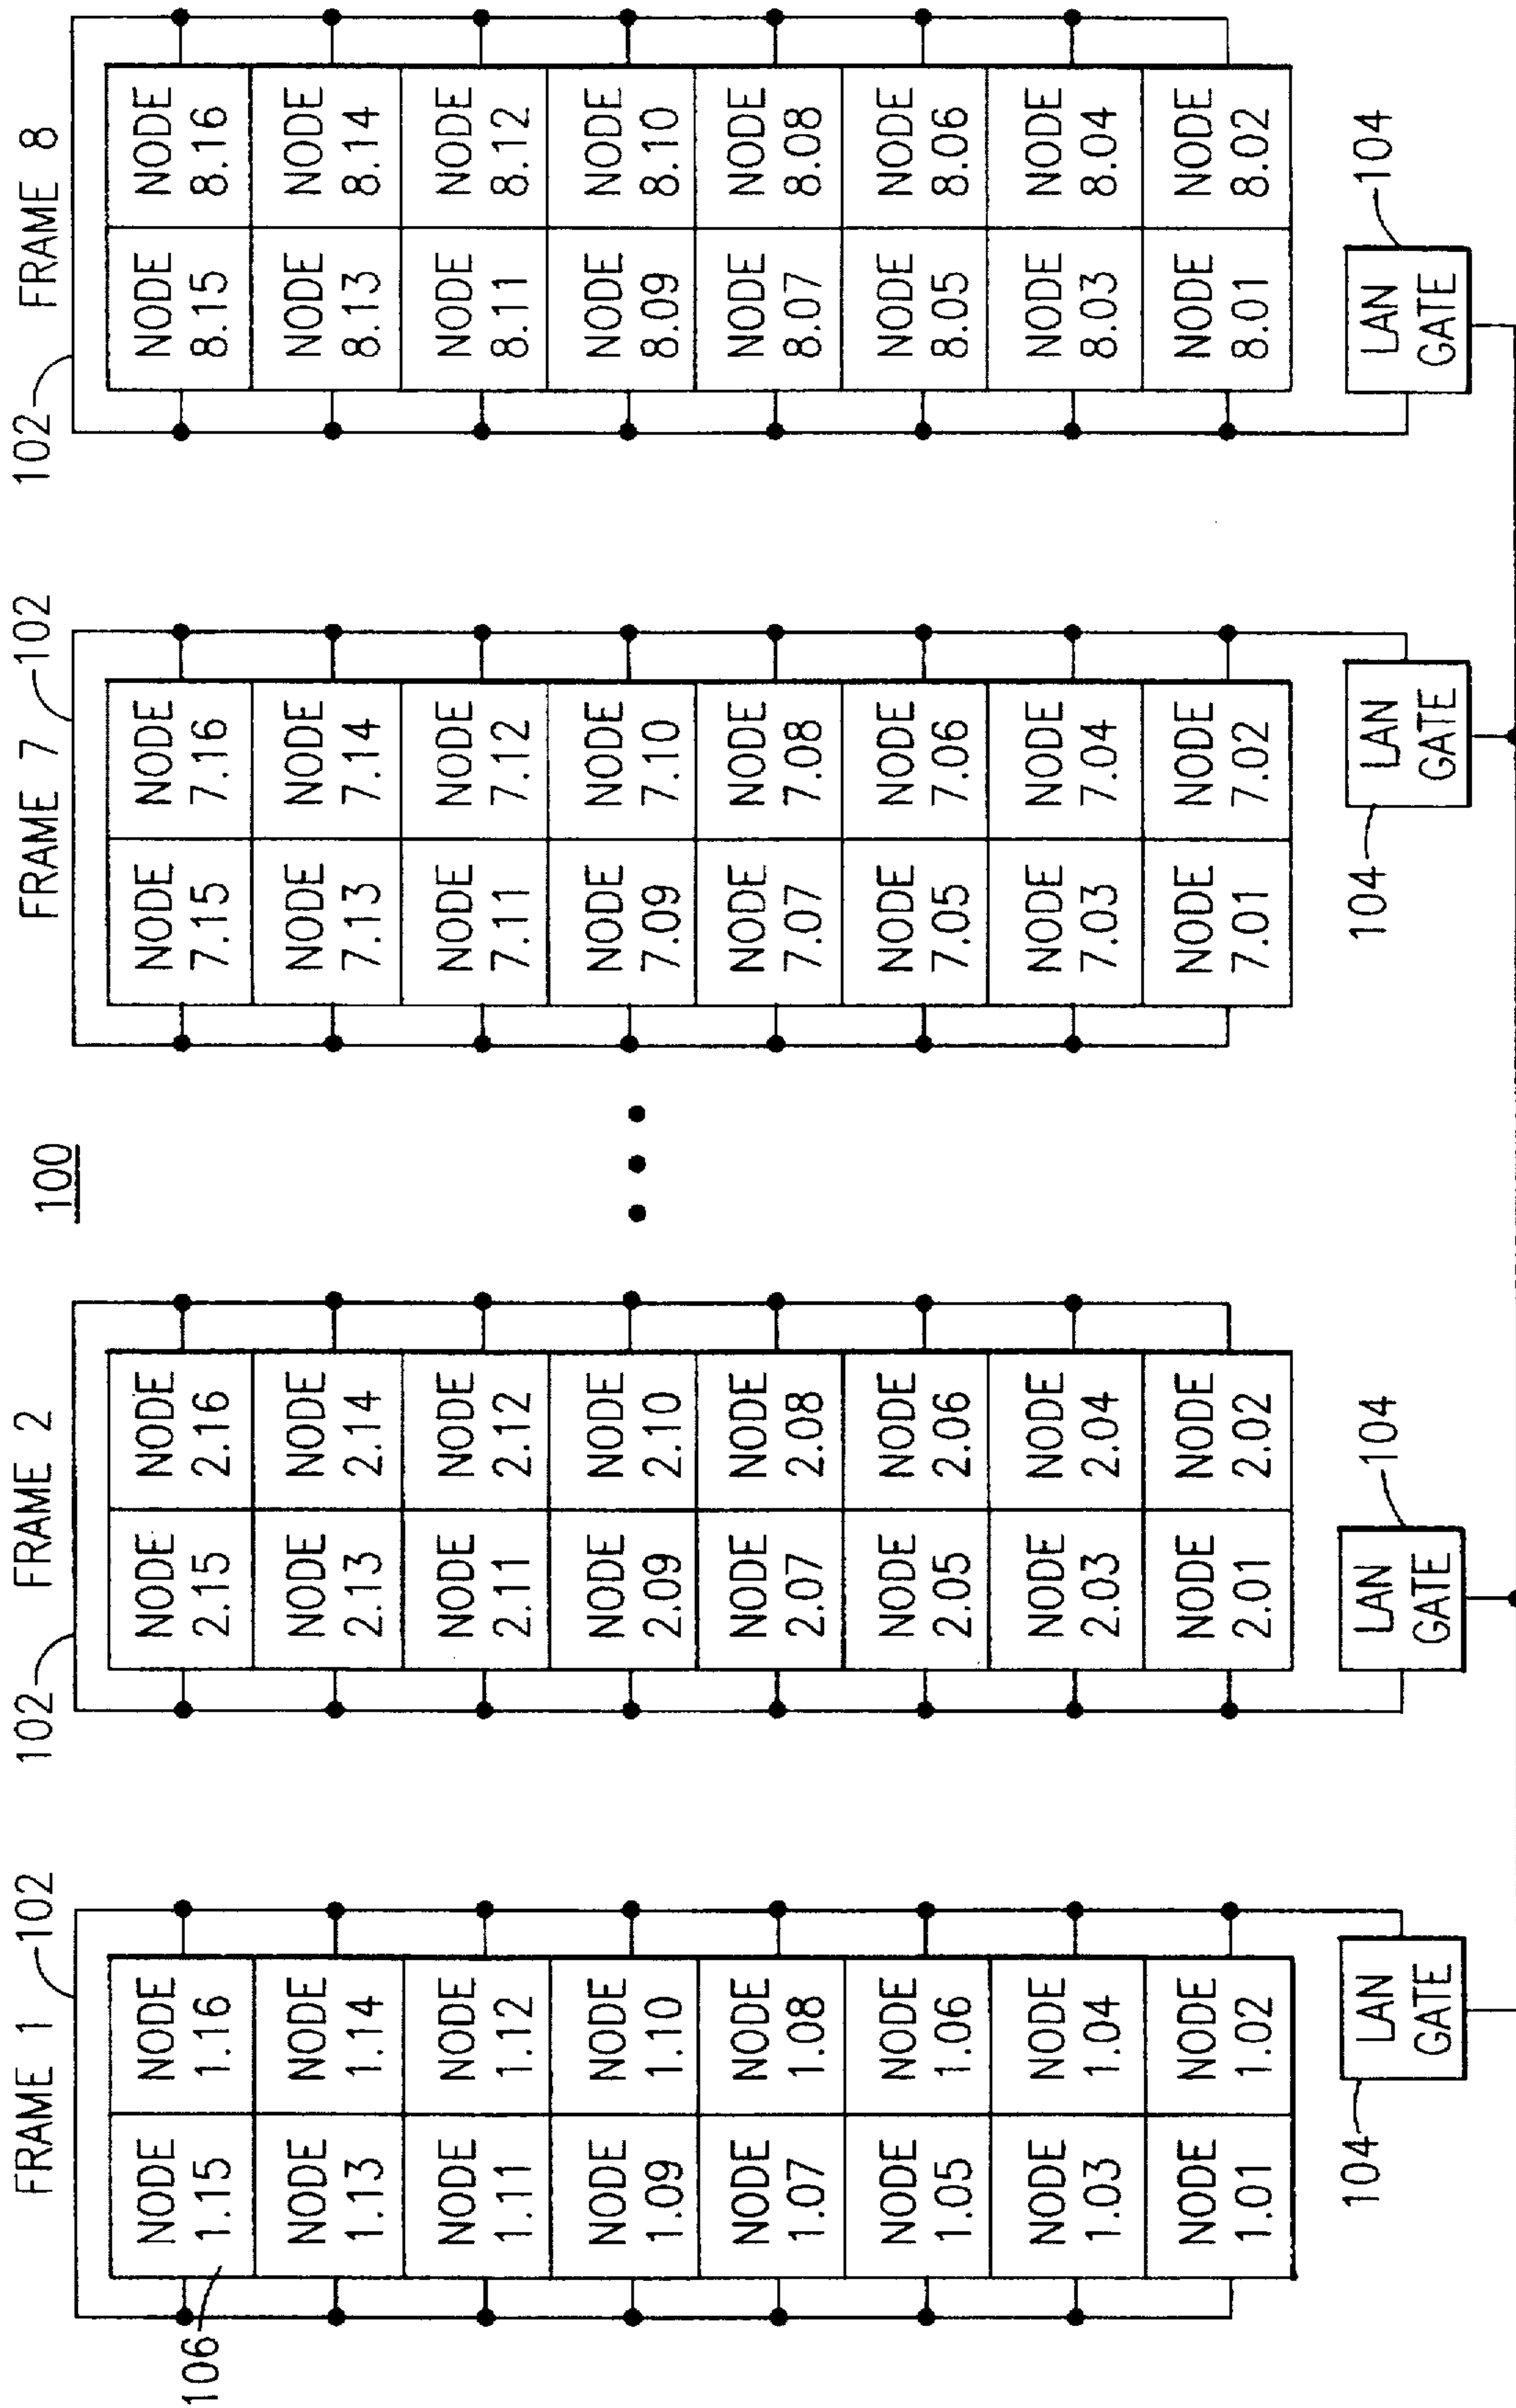 100
FRAME 1
102
NODE
1.15
NODE
1.16
NODE
1.13
NODE
1.14
NODE
1.11
NODE
1.12
NODE
1.09
NODE
1.10
NODE
1.07
NODE
1.08
NODE
1.05
NODE
1.06
NODE
1.03
NODE
1.04
NODE
1.01
NODE
1.02
106
104
LAN
GATE
102
FRAME 2
NODE
2.15
NODE
2.16
NODE
2.13
NODE
2.14
NODE
2.11
NODE
2.12
NODE
2.09
NODE
2.10
NODE
2.07
NODE
2.08
NODE
2.05
NODE
2.06
NODE
2.03
NODE
2.04
NODE
2.01
NODE
2.02
LAN
GATE
104
FRAME 7
102
NODE
7.15
NODE
7.16
NODE
7.13
NODE
7.14
NODE
7.11
NODE
7.12
NODE
7.09
NODE
7.10
NODE
7.07
NODE
7.08
NODE
7.05
NODE
7.06
NODE
7.03
NODE
7.04
NODE
7.01
NODE
7.02
104
LAN
GATE
102
FRAME 8
NODE
8.15
NODE
8.16
NODE
8.13
NODE
8.14
NODE
8.11
NODE
8.12
NODE
8.09
NODE
8.10
NODE
8.07
NODE
8.08
NODE
8.05
NODE
8.06
NODE
8.03
NODE
8.04
NODE
8.01
NODE
8.02
LAN
GATE
104